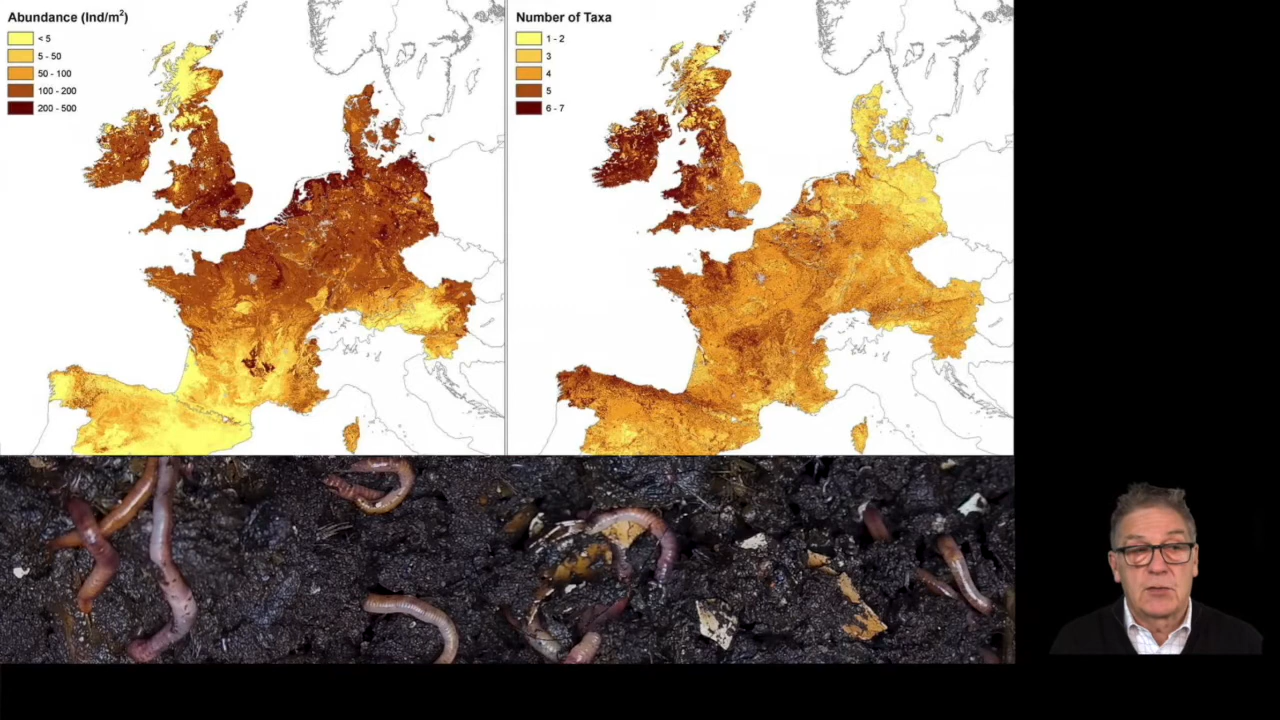 Abundance (Ind/m²)
< 5
5 - 50
50 - 100
100 - 200
200 - 500
Number of Taxa
1 - 2
3
4
5
6 - 7